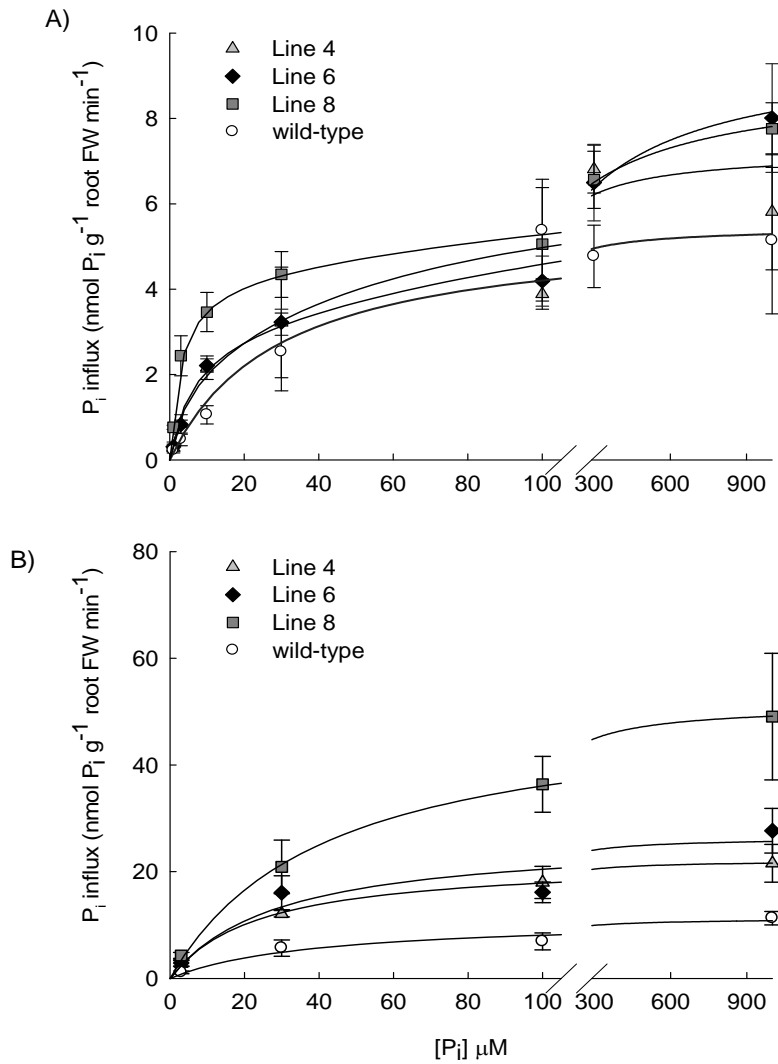 A)
Line 4
Line 6
Line 8
wild-type
Pi influx (nmol Pi g-1 root FW min-1)
10
8
6
4
2
0
0 20 40 60 80 100 300 600 900
B)
Line 4
Line 6
Line 8
wild-type
Pi influx (nmol Pi g-1 root FW min-1)
80
60
40
20
0
0 20 40 60 80 100 300 600 900
[Pi] μM